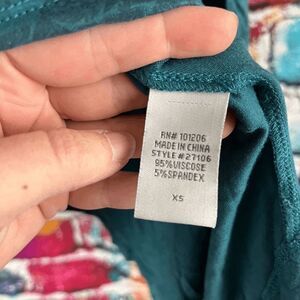 RN# 101206
MADE IN CHINA
STYLE # 27106
95%VISCOSE
5%SPANDEX
XS